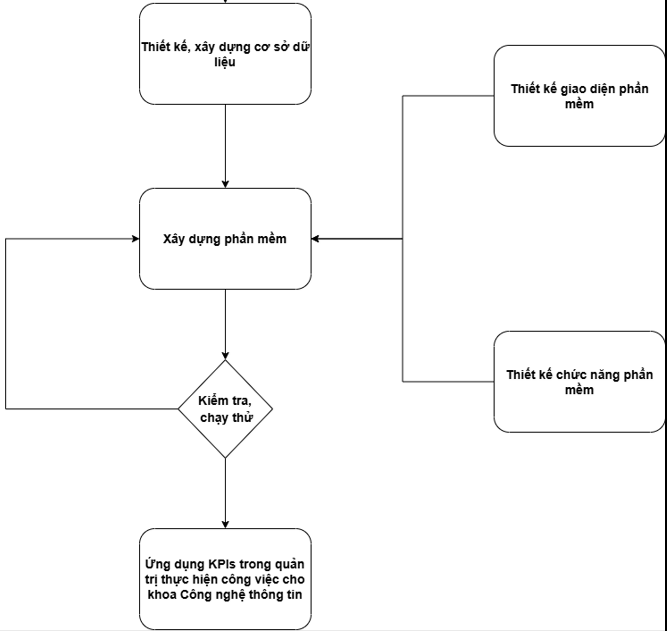 Thiết kế, xây dựng cơ sở dữ
liệu
Thiết kế giao diện phần
mềm
Xây dựng phần mềm
Thiết kế chức năng phần
mềm
Kiểm tra,
chạy thử
Ứng dụng KPIs trong quản
trị thực hiện công việc cho
khoa Công nghệ thông tin